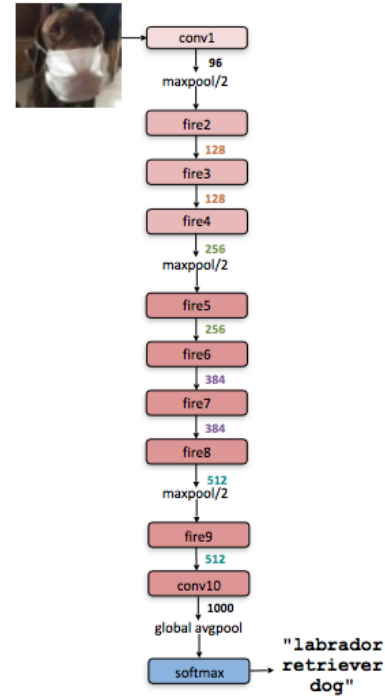 conv1
96
maxpool/2
fire2
128
fire3
128
fire4
256
maxpool/2
fire5
256
fire6
384
fire7
384
fire8
512
maxpool/2
fire9
512
conv10
1000
global avgpool
softmax
"labrador
retriever
dog"